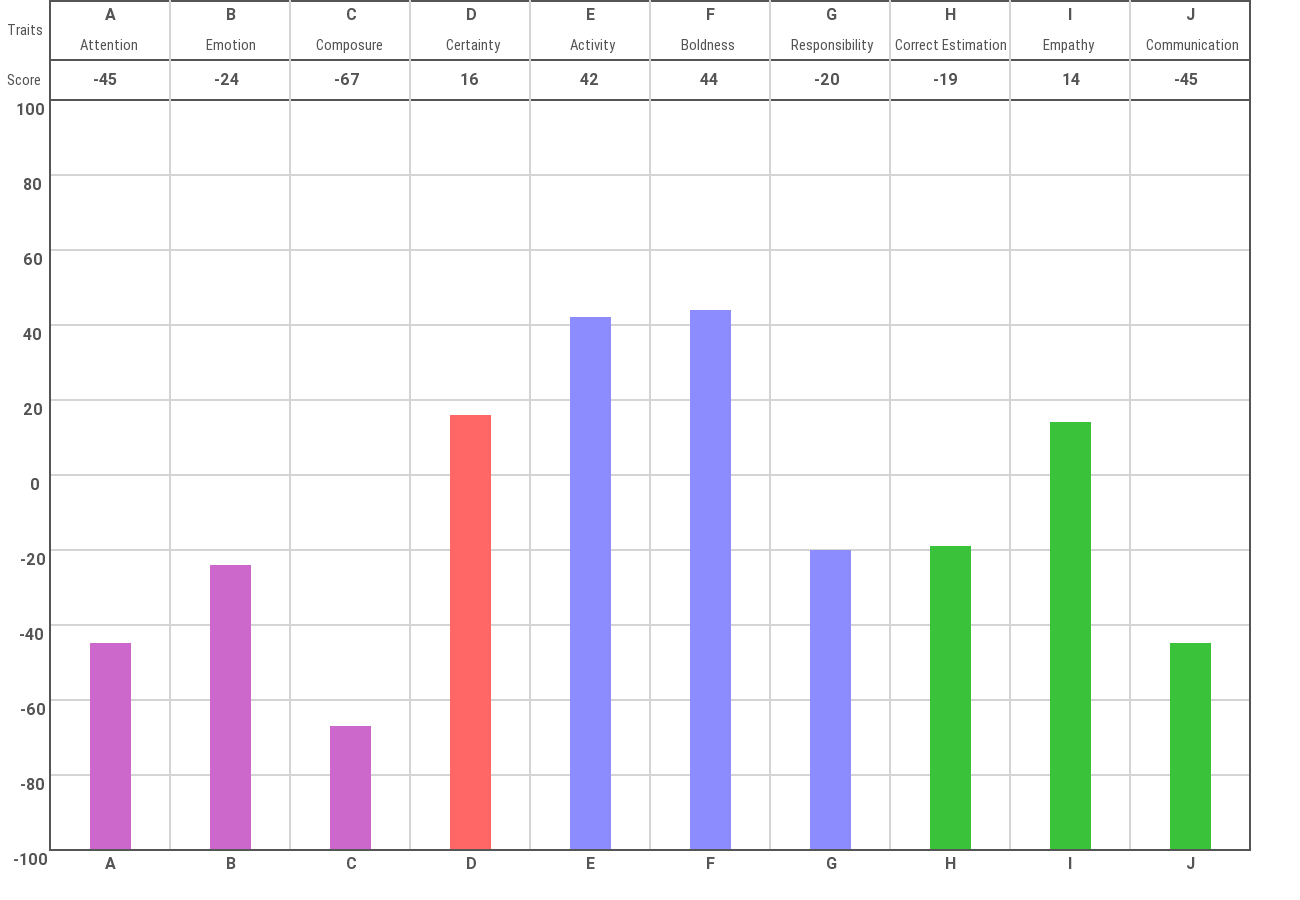 A B C D E F G H I J
Traits
Attention Emotion Composure Certainty Activity Boldness Responsibility Correct Estimation Empathy Communication
Score -45 -24 -67 16 42 44 -20 -19 14 -45
100
80
60
40
20
0
-20
-40
-60
-80
-100
A B C D E F G H I J